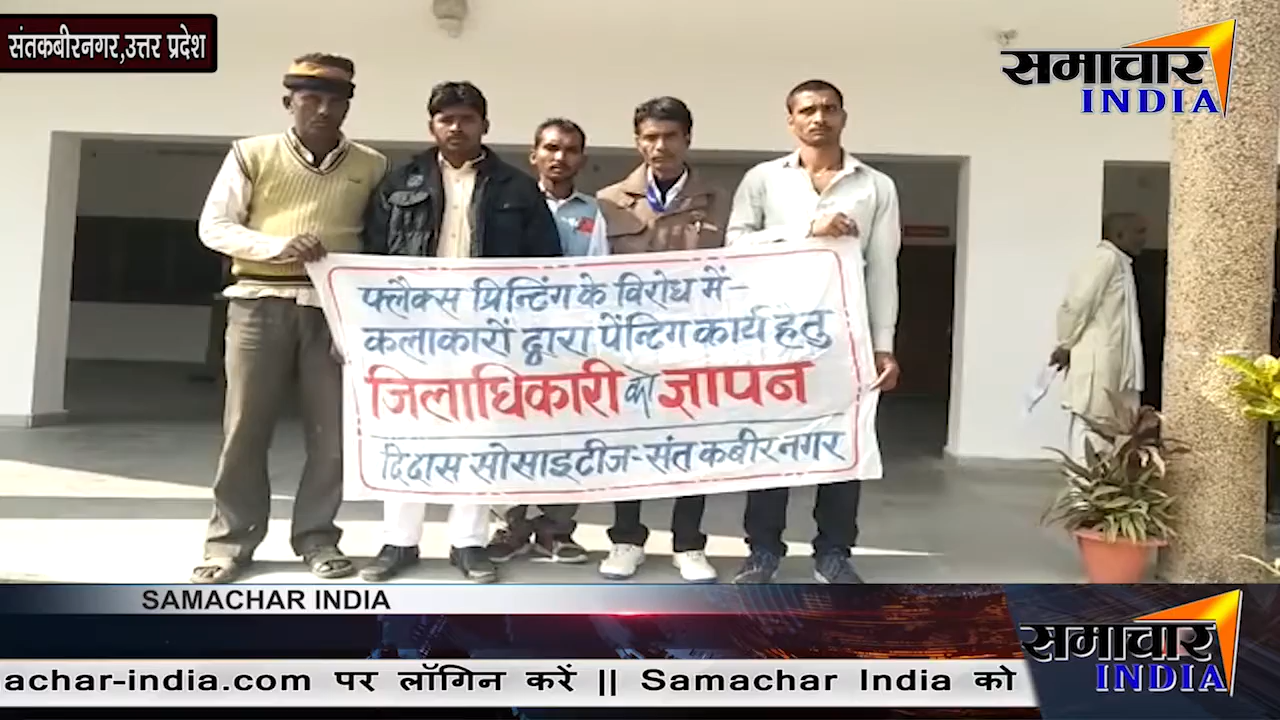 संतकबीरनगर,उत्तर प्रदेश
समाचार
INDIA
फ्लैक्स प्रिन्टिंग के विरोध में-
कलाकारों द्वारा पेंन्टिग कार्य हेतु
जिलाधिकारी को ज्ञापन
दिदास सोसाइटीज-संत कबीर नगर
SAMACHAR INDIA
समाचार
INDIA
achar-india.com पर लॉगिन करें || Samachar India को